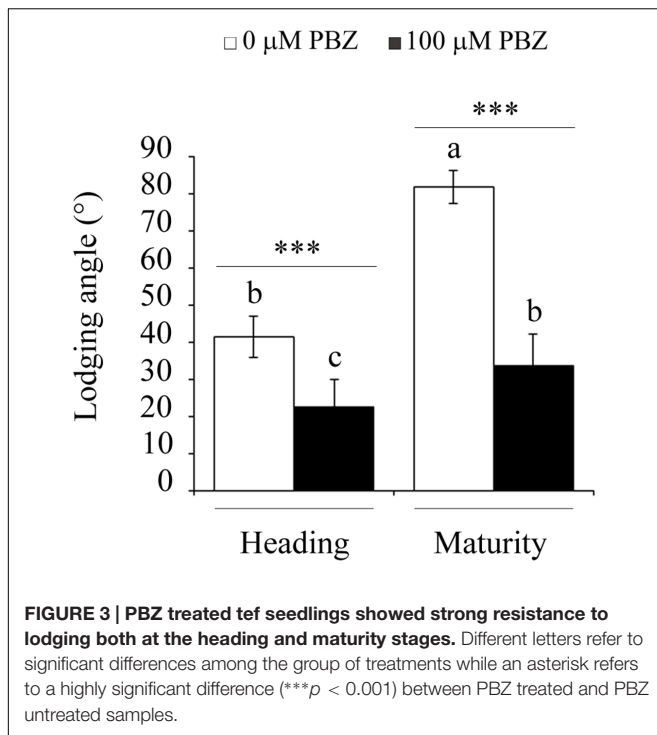 □ 0 μM PBZ ■ 100 μM PBZ
Lodging angle (°)
90
80
70
60
50
40
30
20
10
0
***
***
b
c
a
b
Heading
Maturity
FIGURE 3 | PBZ treated tef seedlings showed strong resistance to
lodging both at the heading and maturity stages. Different letters refer to
significant differences among the group of treatments while an asterisk refers
to a highly significant difference (***p < 0.001) between PBZ treated and PBZ
untreated samples.